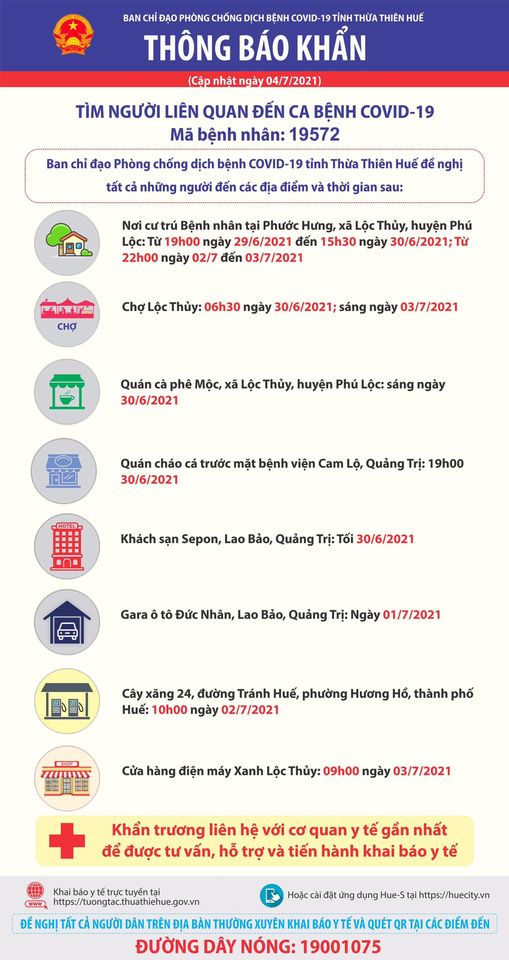 BAN CHỈ ĐẠO PHÒNG CHỐNG DỊCH BỆNH COVID-19 TỈNH THỪA THIÊN HUẾ
THÔNG BÁO KHẨN
(Cập nhật ngày 04/7/2021)
TÌM NGƯỜI LIÊN QUAN ĐẾN CA BỆNH COVID-19
Mã bệnh nhân: 19572
Ban chỉ đạo Phòng chống dịch bệnh COVID-19 tỉnh Thừa Thiên Huế đề nghị
tất cả những người đến các địa điểm và thời gian sau:
Nơi cư trú Bệnh nhân tại Phước Hưng, xã Lộc Thủy, huyện Phú
Lộc: Từ 19h00 ngày 29/6/2021 đến 15h30 ngày 30/6/2021; Từ
22h00 ngày 02/7 đến 03/7/2021
CHỢ
Chợ Lộc Thủy: 06h30 ngày 30/6/2021; sáng ngày 03/7/2021
Quán cà phê Mộc, xã Lộc Thủy, huyện Phú Lộc: sáng ngày
30/6/2021
Quán cháo cá trước mặt bệnh viện Cam Lộ, Quảng Trị: 19h00
30/6/2021
HOTEL
Khách sạn Sepon, Lao Bảo, Quảng Trị: Tối 30/6/2021
Gara ô tô Đức Nhân, Lao Bảo, Quảng Trị: Ngày 01/7/2021
Cây xăng 24, đường Tránh Huế, phường Hương Hồ, thành phố
Huế: 10h00 ngày 02/7/2021
SHOP
Cửa hàng điện máy Xanh Lộc Thủy: 09h00 ngày 03/7/2021
Khẩn trương liên hệ với cơ quan y tế gần nhất
để được tư vấn, hỗ trợ và tiến hành khai báo y tế
www.
Khai báo y tế trực tuyến tại
https://tuongtac.thuathienhue.gov.vn
Hoặc cài đặt ứng dụng Hue-S tại https://huecity.vn
ĐỀ NGHỊ TẤT CẢ NGƯỜI DÂN TRÊN ĐỊA BÀN THƯỜNG XUYÊN KHAI BÁO Y TẾ VÀ QUÉT QR TẠI CÁC ĐIỂM ĐẾN
ĐƯỜNG DÂY NÓNG: 19001075